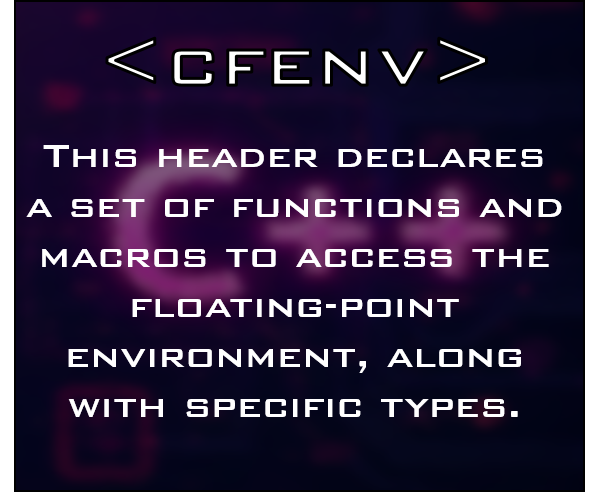 <CFENV>
THIS HEADER DECLARES
A SET OF FUNCTIONS AND
MACROS TO ACCESS THE
FLOATING-POINT
ENVIRONMENT, ALONG
WITH SPECIFIC TYPES.
C++